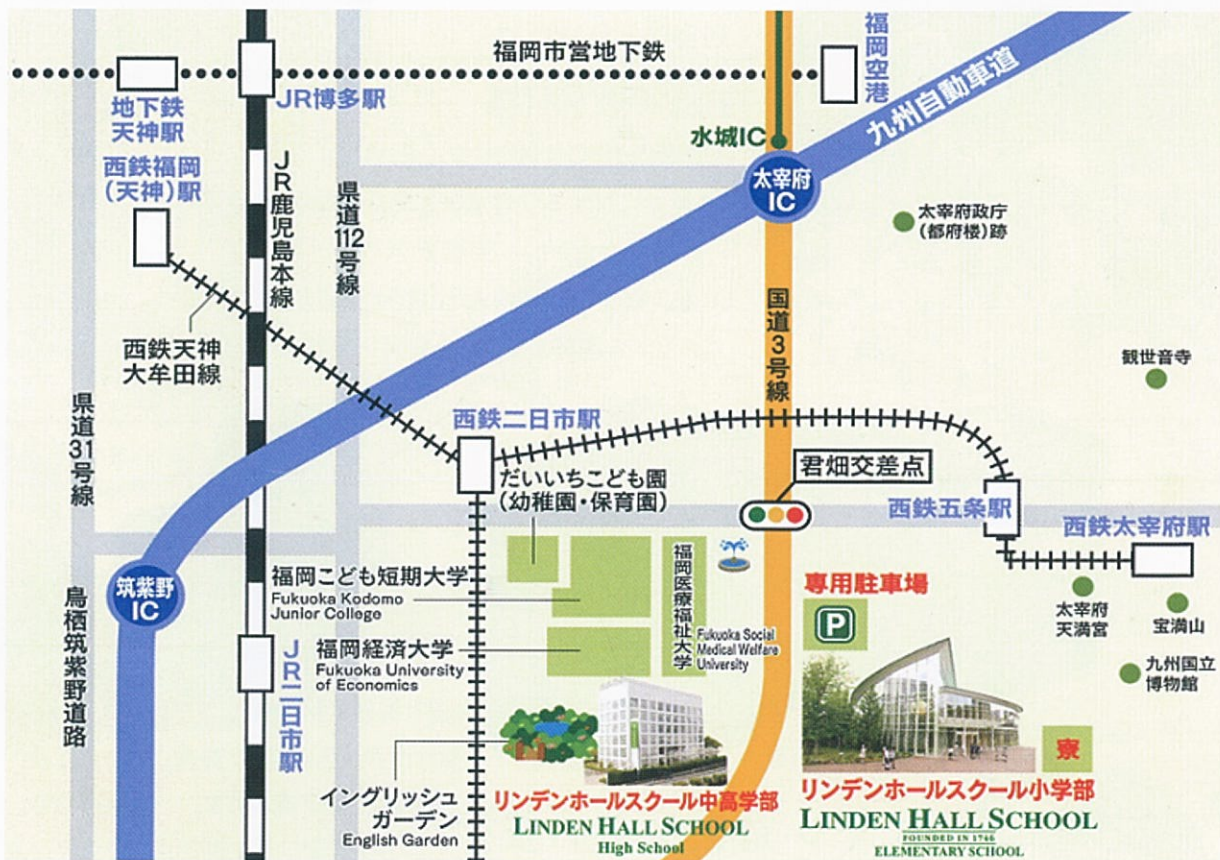 福岡市営地下鉄
福岡空港
JR博多駅
地下鉄
天神駅
九州自動車道
水城IC
西鉄福岡
(天神)駅
太宰府
IC
JR鹿児島本線
県道112号線
太宰府政庁
(都府楼)跡
国道3号線
西鉄天神
大牟田線
観世音寺
県道31号線
西鉄二日市駅
君畑交差点
だいいちこども園
(幼稚園・保育園)
西鉄五条駅
西鉄太宰府駅
筑紫野
IC
福岡こども短期大学
Fukuoka Kodomo
Junior College
福岡医療福祉大学
Fukuoka Social
Medical Welfare
University
専用駐車場
P
太宰府
天満宮
宝満山
鳥栖筑紫野道路
JR二日市駅
福岡経済大学
Fukuoka University
of Economics
九州国立
博物館
寮
イングリッシュ
ガーデン
English Garden
リンデンホールスクール中高学部
LINDEN HALL SCHOOL
High School
リンデンホールスクール小学部
LINDEN HALL SCHOOL
FOUNDED IN 1746
ELEMENTARY SCHOOL